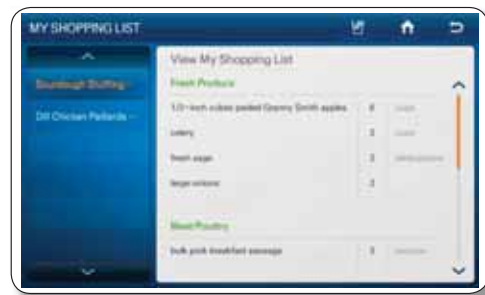 MY SHOPPING LIST
View My Shopping List
Sourdough Stuffing
Fresh Produce
1/2-inch cubes peeled Granny Smith apples
Dill Chicken Paillards
celery 2
fresh sage 2
large onions 2
Meat/Poultry
bulk pork breakfast sausage 1